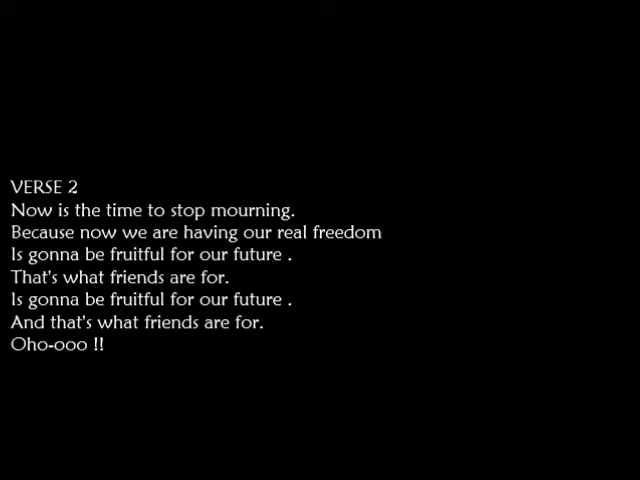 VERSE 2
Now is the time to stop mourning.
Because now we are having our real freedom
Is gonna be fruitful for our future .
That's what friends are for.
Is gonna be fruitful for our future .
And that's what friends are for.
Oho-ooo !!